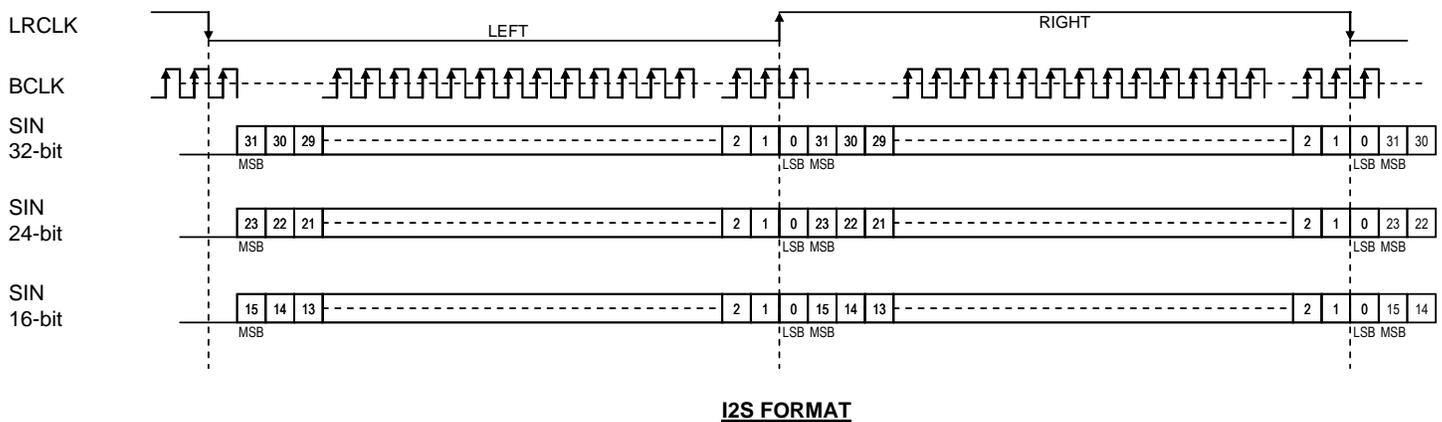 LRCLK
LEFT
RIGHT
BCLK
SIN
32-bit
31 30 29 2 1 0 31 30 29 2 1 0 31 30
MSB LSB MSB LSB MSB
SIN
24-bit
23 22 21 2 1 0 23 22 21 2 1 0 23 22
MSB LSB MSB LSB MSB
SIN
16-bit
15 14 13 2 1 0 15 14 13 2 1 0 15 14
MSB LSB MSB LSB MSB
I2S FORMAT